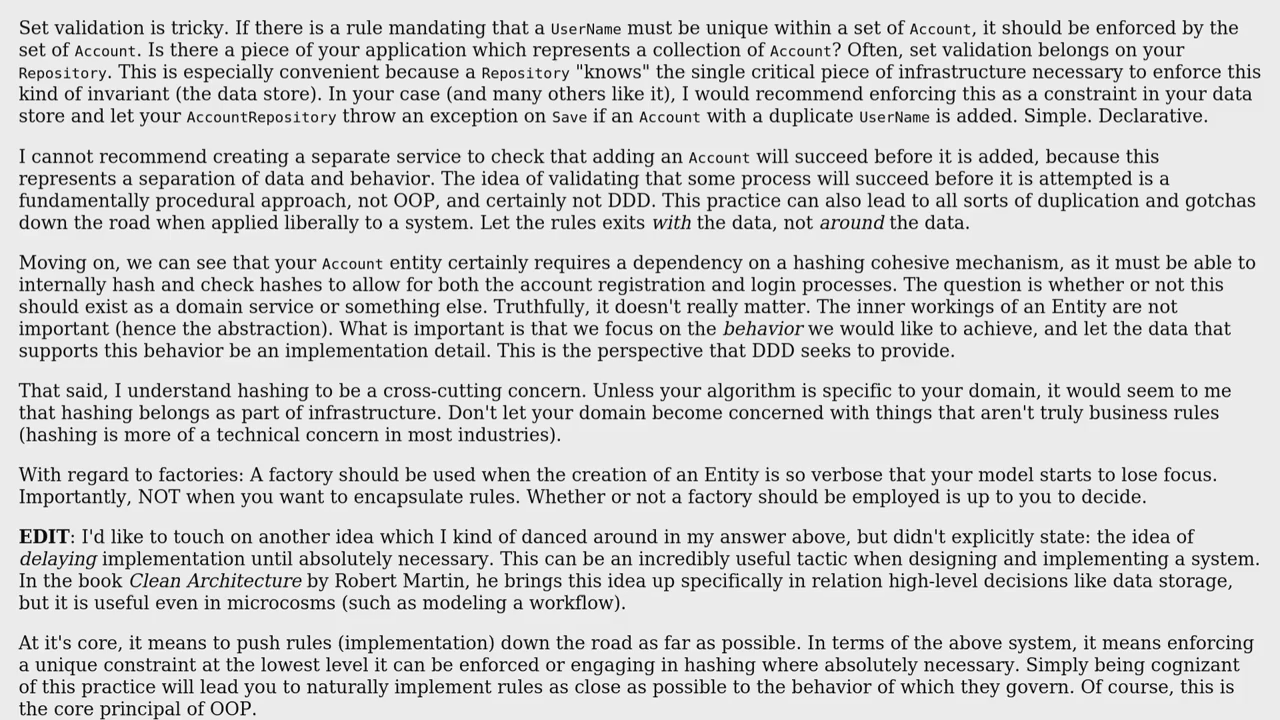 Set validation is tricky. If there is a rule mandating that a UserName must be unique within a set of Account, it should be enforced by the
set of Account. Is there a piece of your application which represents a collection of Account? Often, set validation belongs on your
Repository. This is especially convenient because a Repository "knows" the single critical piece of infrastructure necessary to enforce this
kind of invariant (the data store). In your case (and many others like it), I would recommend enforcing this as a constraint in your data
store and let your AccountRepository throw an exception on Save if an Account with a duplicate UserName is added. Simple. Declarative.
I cannot recommend creating a separate service to check that adding an Account will succeed before it is added, because this
represents a separation of data and behavior. The idea of validating that some process will succeed before it is attempted is a
fundamentally procedural approach, not OOP, and certainly not DDD. This practice can also lead to all sorts of duplication and gotchas
down the road when applied liberally to a system. Let the rules exits with the data, not around the data.
Moving on, we can see that your Account entity certainly requires a dependency on a hashing cohesive mechanism, as it must be able to
internally hash and check hashes to allow for both the account registration and login processes. The question is whether or not this
should exist as a domain service or something else. Truthfully, it doesn't really matter. The inner workings of an Entity are not
important (hence the abstraction). What is important is that we focus on the behavior we would like to achieve, and let the data that
supports this behavior be an implementation detail. This is the perspective that DDD seeks to provide.
That said, I understand hashing to be a cross-cutting concern. Unless your algorithm is specific to your domain, it would seem to me
that hashing belongs as part of infrastructure. Don't let your domain become concerned with things that aren't truly business rules
(hashing is more of a technical concern in most industries).
With regard to factories: A factory should be used when the creation of an Entity is so verbose that your model starts to lose focus.
Importantly, NOT when you want to encapsulate rules. Whether or not a factory should be employed is up to you to decide.
EDIT: I'd like to touch on another idea which I kind of danced around in my answer above, but didn't explicitly state: the idea of
delaying implementation until absolutely necessary. This can be an incredibly useful tactic when designing and implementing a system.
In the book Clean Architecture by Robert Martin, he brings this idea up specifically in relation high-level decisions like data storage,
but it is useful even in microcosms (such as modeling a workflow).
At it's core, it means to push rules (implementation) down the road as far as possible. In terms of the above system, it means enforcing
a unique constraint at the lowest level it can be enforced or engaging in hashing where absolutely necessary. Simply being cognizant
of this practice will lead you to naturally implement rules as close as possible to the behavior of which they govern. Of course, this is
the core principal of OOP.